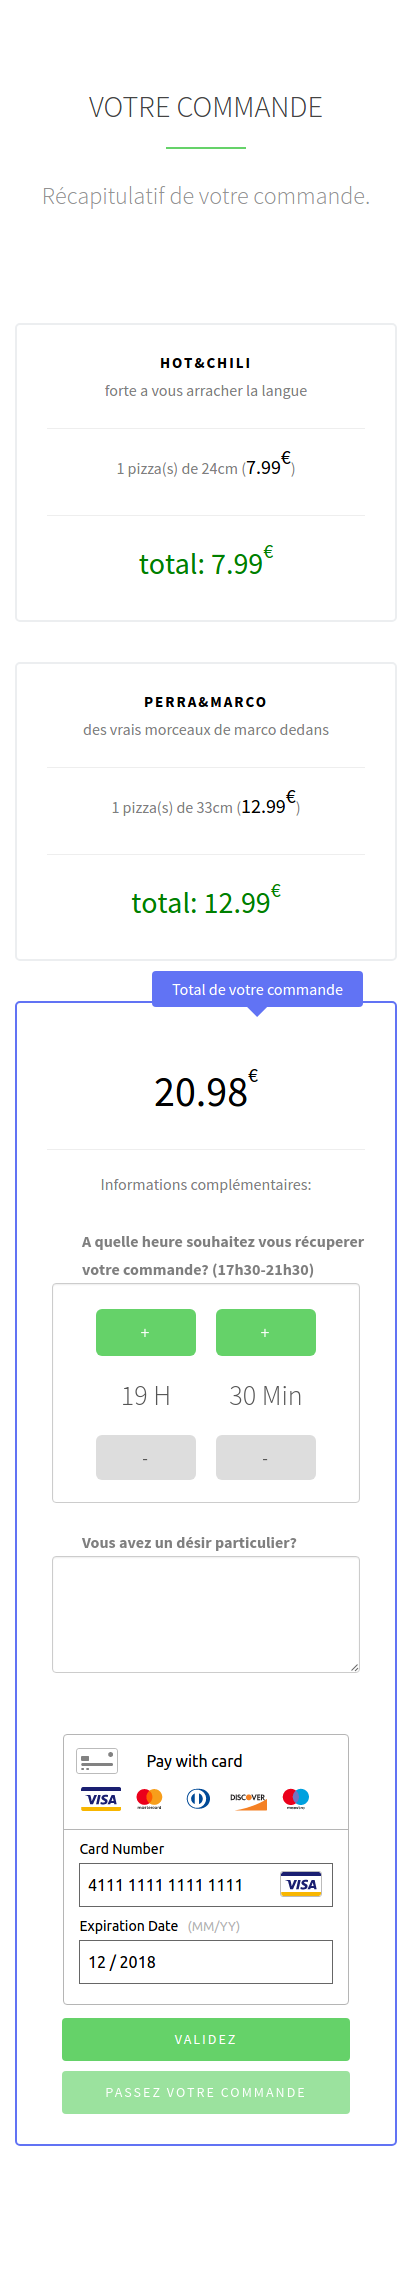 VOTRE COMMANDE
Récapitulatif de votre commande.
HOT&CHILI
forte a vous arracher la langue
1 pizza(s) de 24cm (7.99€)
total: 7.99€
PERRA&MARCO
des vrais morceaux de marco dedans
1 pizza(s) de 33cm (12.99€)
total: 12.99€
Total de votre commande
20.98€
Informations complémentaires:
A quelle heure souhaitez vous récuperer
votre commande? (17h30-21h30)
+ +
19 H 30 Min
- -
Vous avez un désir particulier?
Pay with card
VISA mastercard DISCOVER maestro
Card Number
4111 1111 1111 1111 VISA
Expiration Date (MM/YY)
12 / 2018
VALIDEZ
PASSEZ VOTRE COMMANDE